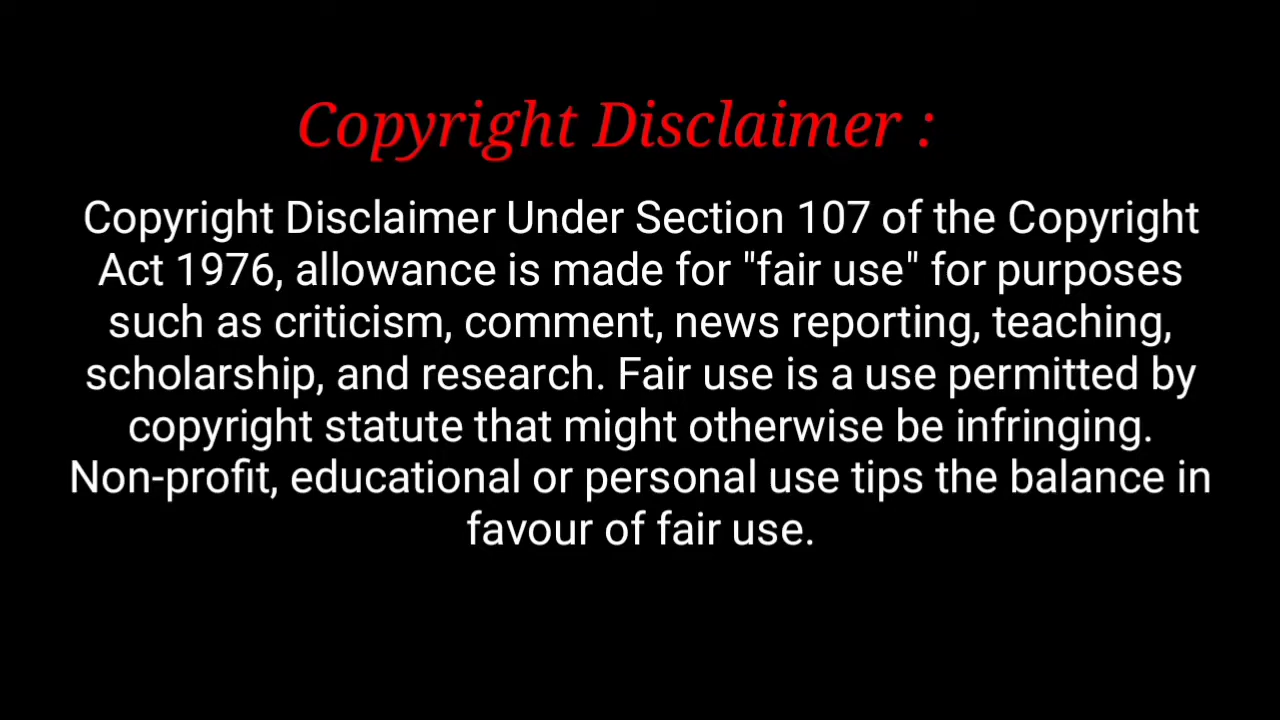 Copyright Disclaimer :
Copyright Disclaimer Under Section 107 of the Copyright
Act 1976, allowance is made for "fair use" for purposes
such as criticism, comment, news reporting, teaching,
scholarship, and research. Fair use is a use permitted by
copyright statute that might otherwise be infringing.
Non-profit, educational or personal use tips the balance in
favour of fair use.